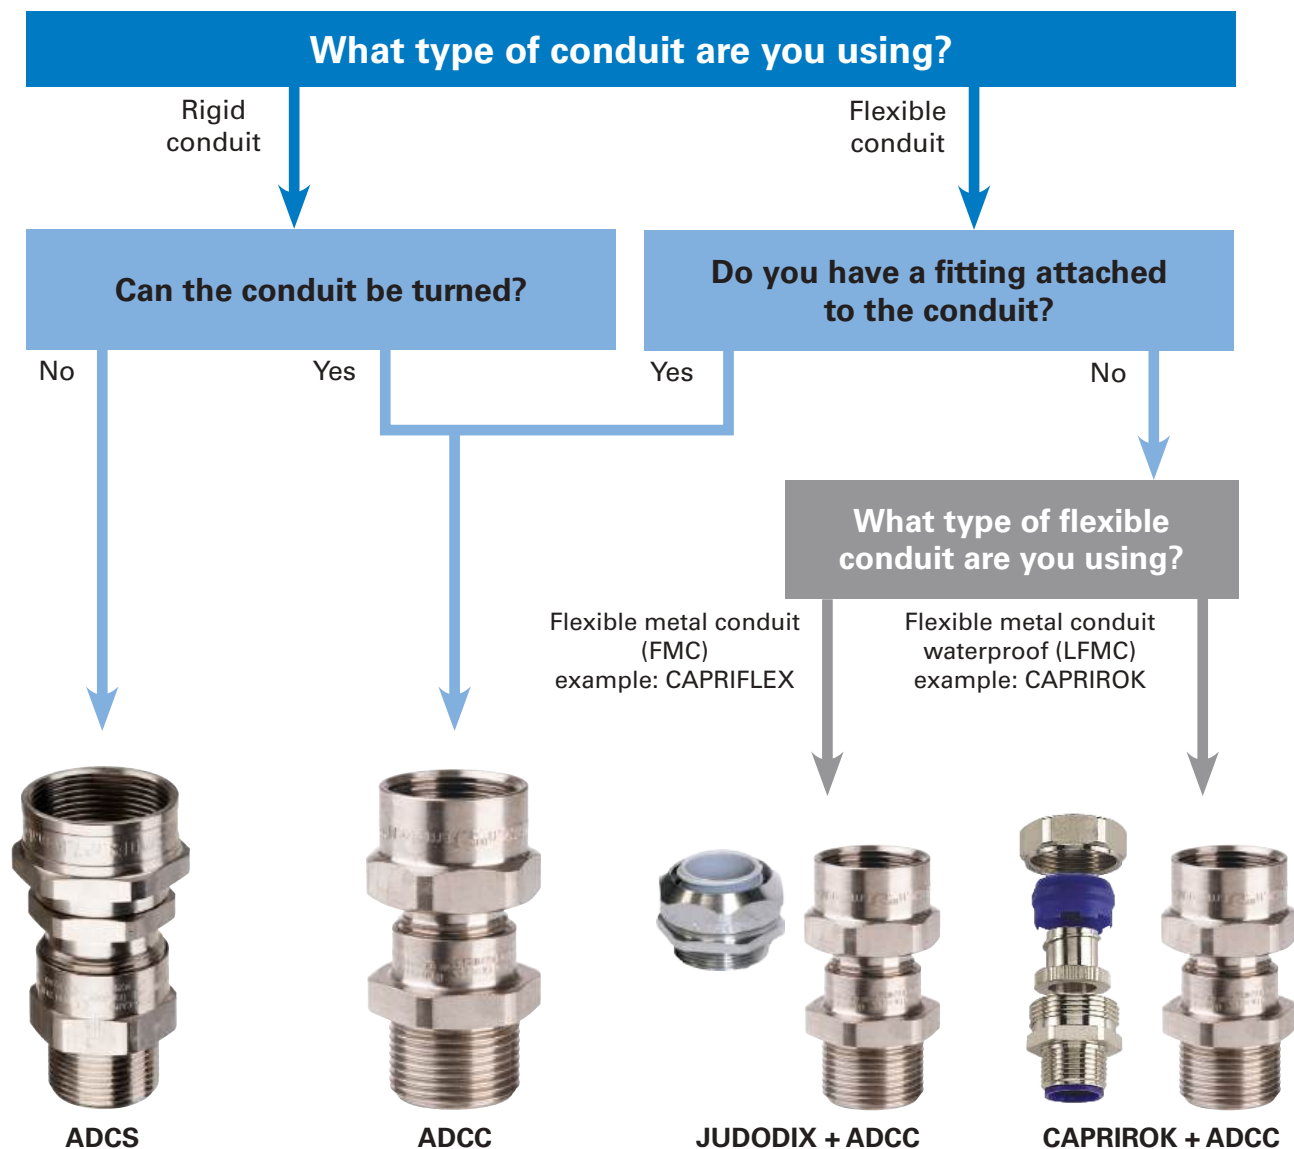 What type of conduit are you using?
Rigid
conduit
Flexible
conduit
Can the conduit be turned?
Do you have a fitting attached
to the conduit?
No
Yes
Yes
No
What type of flexible
conduit are you using?
Flexible metal conduit
(FMC)
example: CAPRIFLEX
Flexible metal conduit
waterproof (LFMC)
example: CAPRIROK
ADCS
ADCC
JUDODIX + ADCC
CAPRIROK + ADCC